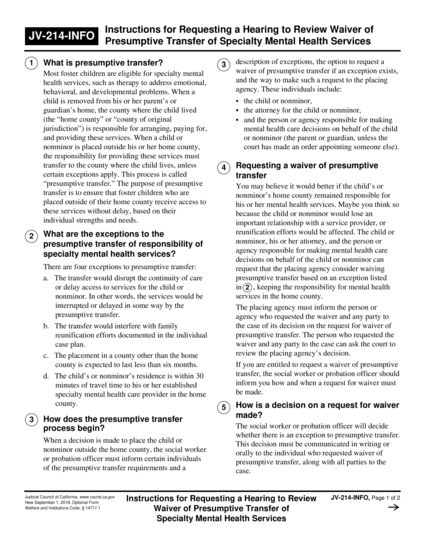 JV-214-INFO
Instructions for Requesting a Hearing to Review Waiver of
Presumptive Transfer of Specialty Mental Health Services
1 What is presumptive transfer?
Most foster children are eligible for specialty mental
health services, such as therapy to address emotional,
behavioral, and developmental problems. When a
child is removed from his or her parent's or
guardian's home, the county where the child lived
(the "home county" or "county of original
jurisdiction") is responsible for arranging, paying for,
and providing these services. When a child or
nonminor is placed outside his or her home county,
the responsibility for providing these services must
transfer to the county where the child lives, unless
certain exceptions apply. This process is called
"presumptive transfer." The purpose of presumptive
transfer is to ensure that foster children who are
placed outside of their home county receive access to
these services without delay, based on their
individual strengths and needs.
2 What are the exceptions to the
presumptive transfer of responsibility of
specialty mental health services?
There are four exceptions to presumptive transfer:
a. The transfer would disrupt the continuity of care
or delay access to services for the child or
nonminor. In other words, the services would be
interrupted or delayed in some way by the
presumptive transfer.
b. The transfer would interfere with family
reunification efforts documented in the individual
case plan.
c. The placement in a county other than the home
county is expected to last less than six months.
d. The child's or nonminor's residence is within 30
minutes of travel time to his or her established
specialty mental health care provider in the home
county.
3 How does the presumptive transfer
process begin?
When a decision is made to place the child or
nonminor outside the home county, the social worker
or probation officer must inform certain individuals
of the presumptive transfer requirements and a
3 description of exceptions, the option to request a
waiver of presumptive transfer if an exception exists,
and the way to make such a request to the placing
agency. These individuals include:
• the child or nonminor,
• the attorney for the child or nonminor,
• and the person or agency responsible for making
mental health care decisions on behalf of the child
or nonminor (the parent or guardian, unless the
court has made an order appointing someone else).
4 Requesting a waiver of presumptive
transfer
You may believe it would better if the child's or
nonminor's home county remained responsible for
his or her mental health services. Maybe you think so
because the child or nonminor would lose an
important relationship with a service provider, or
reunification efforts would be affected. The child or
nonminor, his or her attorney, and the person or
agency responsible for making mental health care
decisions on behalf of the child or nonminor can
request that the placing agency consider waiving
presumptive transfer based on an exception listed
in 2, keeping the responsibility for mental health
services in the home county.
The placing agency must inform the person or
agency who requested the waiver and any party to
the case of its decision on the request for waiver of
presumptive transfer. The person who requested the
waiver and any party to the case can ask the court to
review the placing agency's decision.
If you are entitled to request a waiver of presumptive
transfer, the social worker or probation officer should
inform you how and when a request for waiver must
be made.
5 How is a decision on a request for waiver
made?
The social worker or probation officer will decide
whether there is an exception to presumptive transfer.
This decision must be communicated in writing or
orally to the individual who requested waiver of
presumptive transfer, along with all parties to the
case.
Judicial Council of California, www.courts.ca.gov
New September 1, 2018, Optional Form
Welfare and Institutions Code, § 14717.1
Instructions for Requesting a Hearing to Review
Waiver of Presumptive Transfer of
Specialty Mental Health Services
JV-214-INFO, Page 1 of 2
→